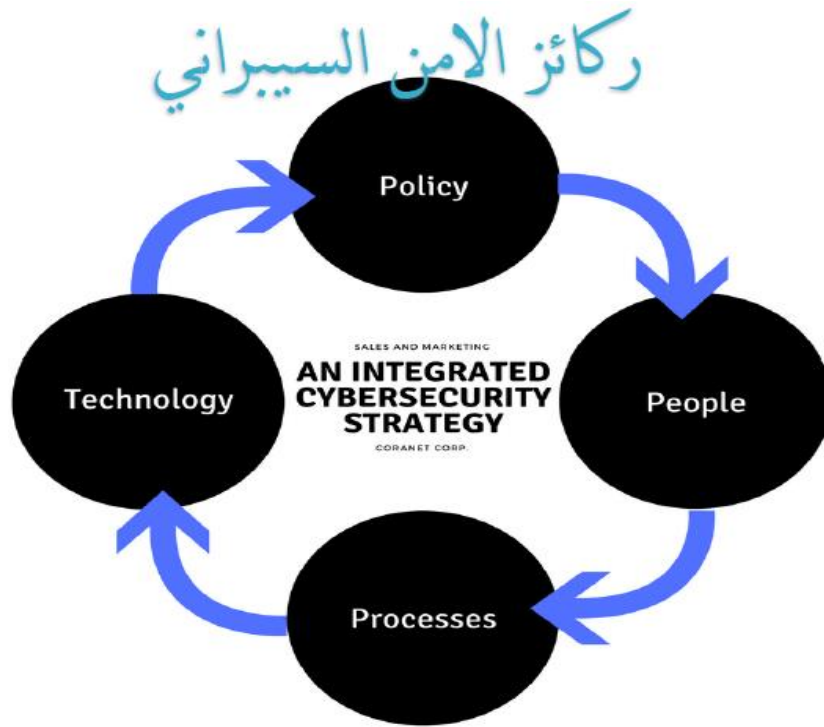 ركائز الامن السيبراني
Policy
Technology
SALES AND MARKETING
AN INTEGRATED
CYBERSECURITY
STRATEGY
CORANET CORP.
People
Processes